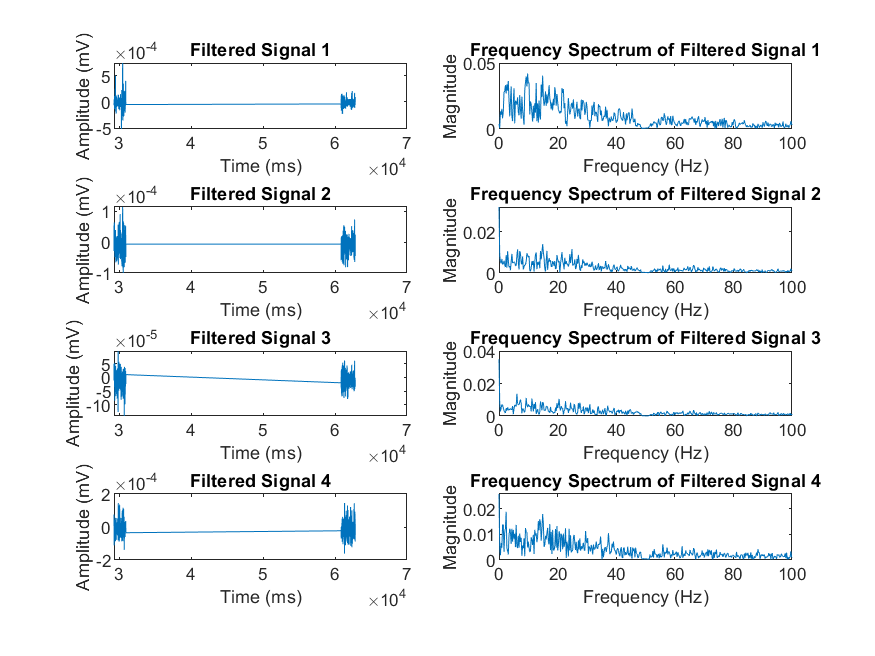 Filtered Signal 1
×10-4
Amplitude (mV)
5
0
-5
3 4 5 6 7
Time (ms)
×104
Frequency Spectrum of Filtered Signal 1
Magnitude
0.05
0
0 20 40 60 80 100
Frequency (Hz)
Filtered Signal 2
×10-4
Amplitude (mV)
1
0
-1
3 4 5 6 7
Time (ms)
×104
Frequency Spectrum of Filtered Signal 2
Magnitude
0.02
0
0 20 40 60 80 100
Frequency (Hz)
Filtered Signal 3
×10-5
Amplitude (mV)
5
0
-5
-10
3 4 5 6 7
Time (ms)
×104
Frequency Spectrum of Filtered Signal 3
Magnitude
0.04
0.02
0
0 20 40 60 80 100
Frequency (Hz)
Filtered Signal 4
×10-4
Amplitude (mV)
2
0
-2
3 4 5 6 7
Time (ms)
×104
Frequency Spectrum of Filtered Signal 4
Magnitude
0.02
0.01
0
0 20 40 60 80 100
Frequency (Hz)